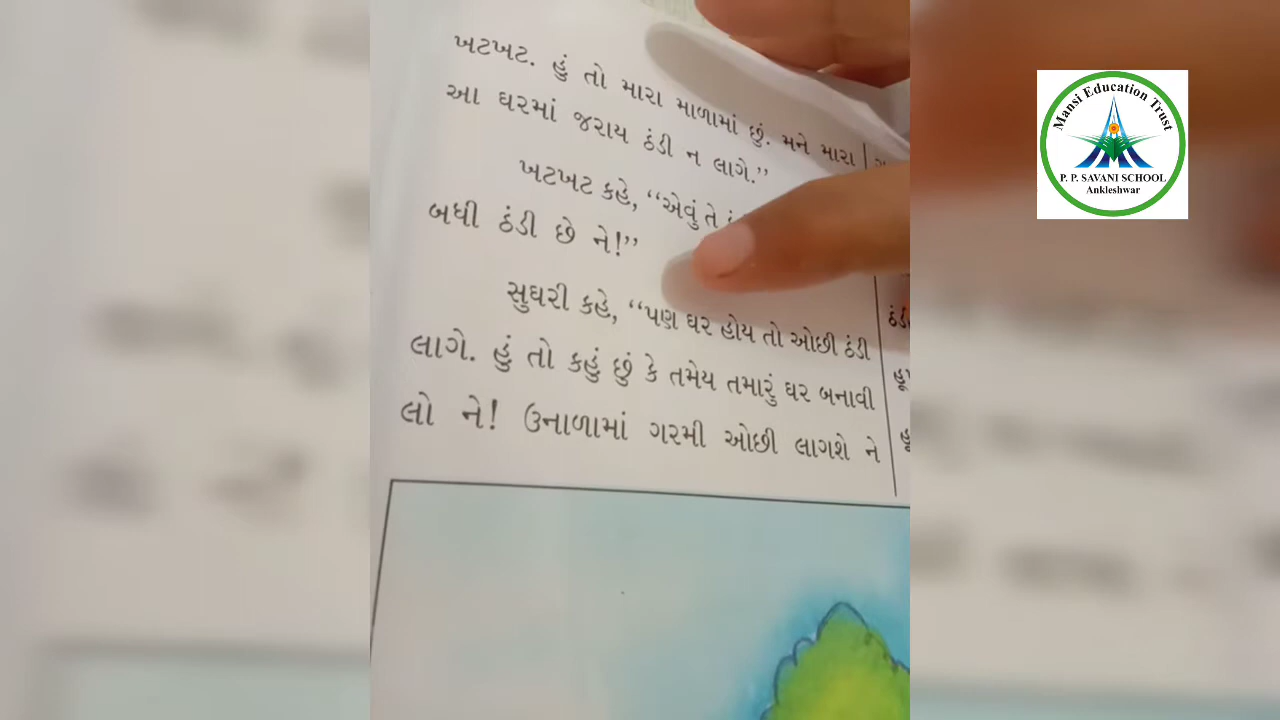 ખટખટ. હું તો મારા માળામાં છું. મને મારા
આ ઘરમાં જરાય ઠંડી ન લાગે.”
ખટખટ કહે, “એવું તે
બધી ઠંડી છે ને!”
સુઘરી કહે, “પણ ઘર હોય તો ઓછી ઠંડી
લાગે. હું તો કહું છું કે તમેય તમારું ઘર બનાવી
લો ને! ઉનાળામાં ગરમી ઓછી લાગશે ને
Mansi Education Trust
P. P. SAVANI SCHOOL
Ankleshwar